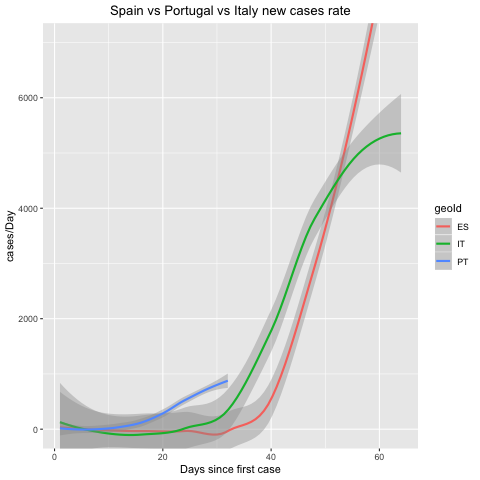 Spain vs Portugal vs Italy new cases rate
cases/Day
6000
4000
2000
0
0 20 40 60
Days since first case
geoId
ES
IT
PT